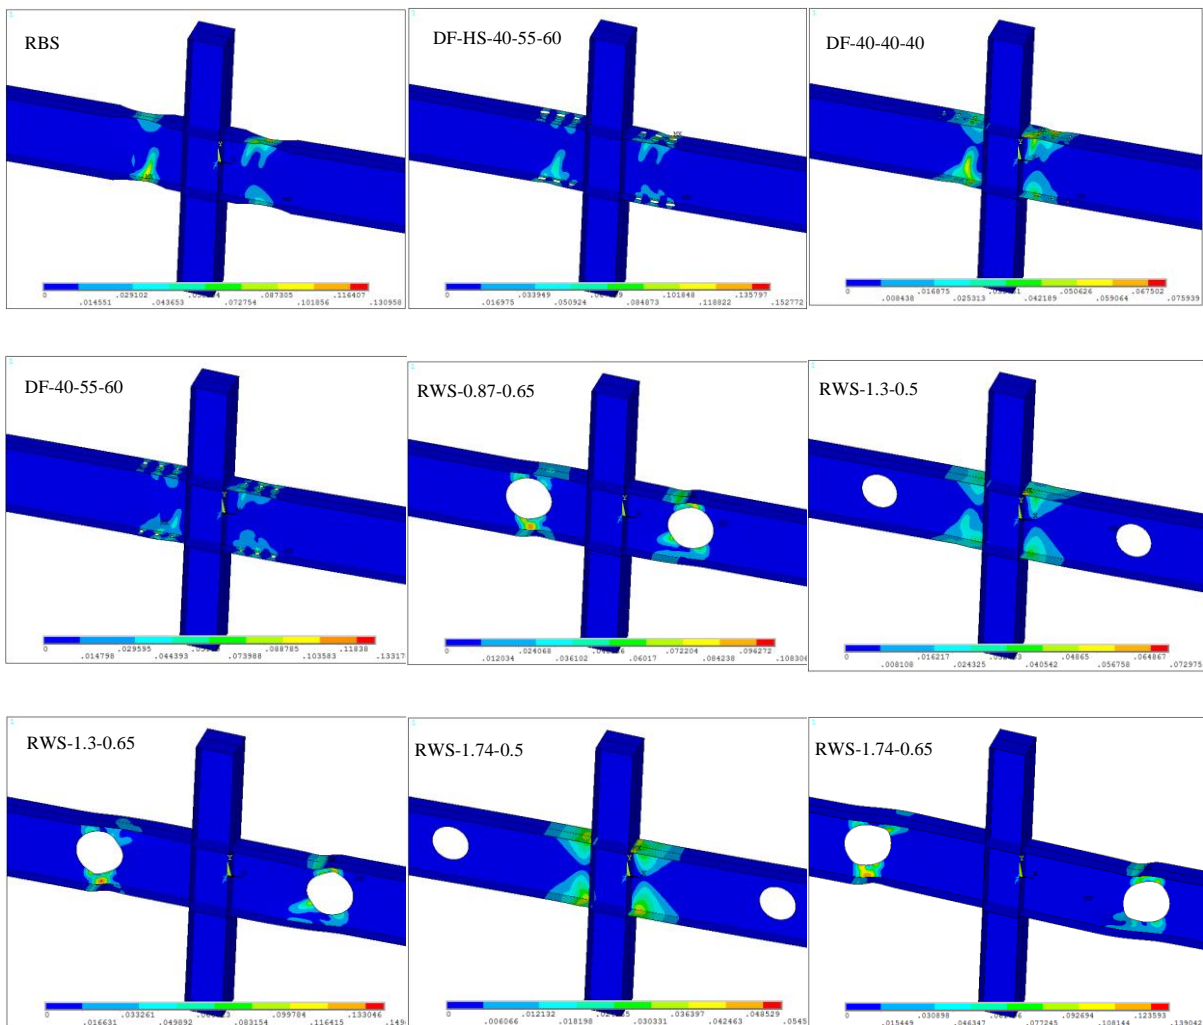 RBS
DF-HS-40-55-60
DF-40-40-40
0 .029102 .087305 .116407
.014551 .043653 .072754 .101856 .130958
0 .033949 .101848 .135797
.016975 .050924 .084873 .118822 .152772
0 .016875 .050626 .067502
.008438 .025313 .042189 .059064 .075939
DF-40-55-60
RWS-0.87-0.65
RWS-1.3-0.5
0 .029595 .088785 .11838
.014798 .044393 .073988 .103583
0 .024068 .072204 .096272
.012034 .036102 .06017 .084238 .108306
0 .016217 .04865 .064867
.008108 .024325 .040542 .056758 .072975
RWS-1.3-0.65
RWS-1.74-0.5
RWS-1.74-0.65
0 .033261 .133046
.016631 .049892 .083154 .116415
0 .012132 .036397 .048529
.006066 .018198 .030331 .042463
0 .030898 .092694 .123593
.015449 .046347 .077245 .108144